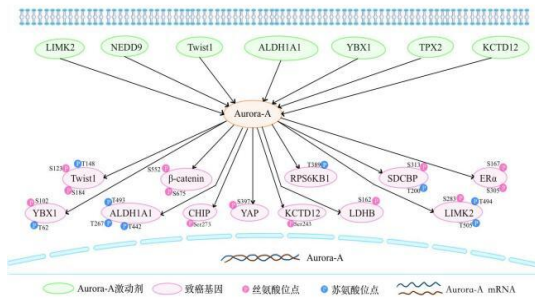 LIMK2 NEDD9 Twist1 ALDH1A1 YBX1 TPX2 KCTD12
Aurora-A
S123 T148 Twist1 S184
S552 β-catenin S675
T389 RPS6KB1
S313 SDCBP T200
S167 ERα S305
S102 YBX1 T62
T493 T267 ALDH1A1 T442
CHIP Ser273
S397 YAP
KCTD12 Ser243
S162 LDHB
S283 T494 LIMK2 T505
Aurora-A
Aurora-A激动剂 致癌基因 丝氨酸位点 苏氨酸位点 Aurora-A mRNA